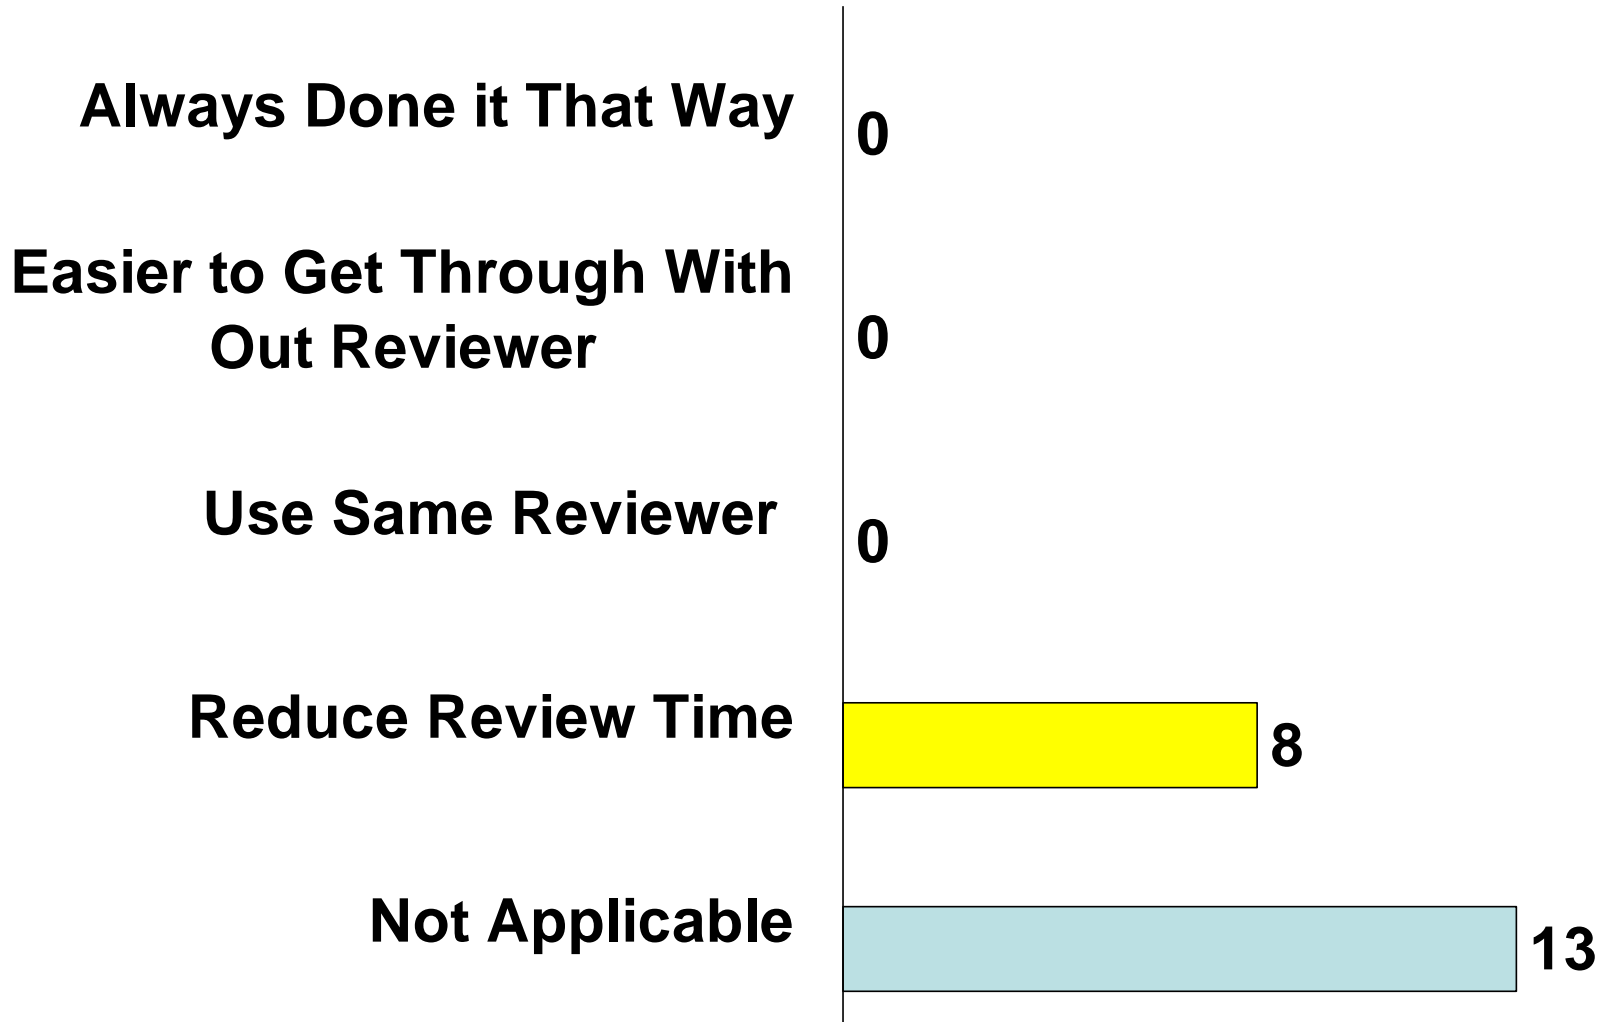 Always Done it That Way
0
Easier to Get Through With
Out Reviewer
0
Use Same Reviewer
0
Reduce Review Time
8
Not Applicable
13